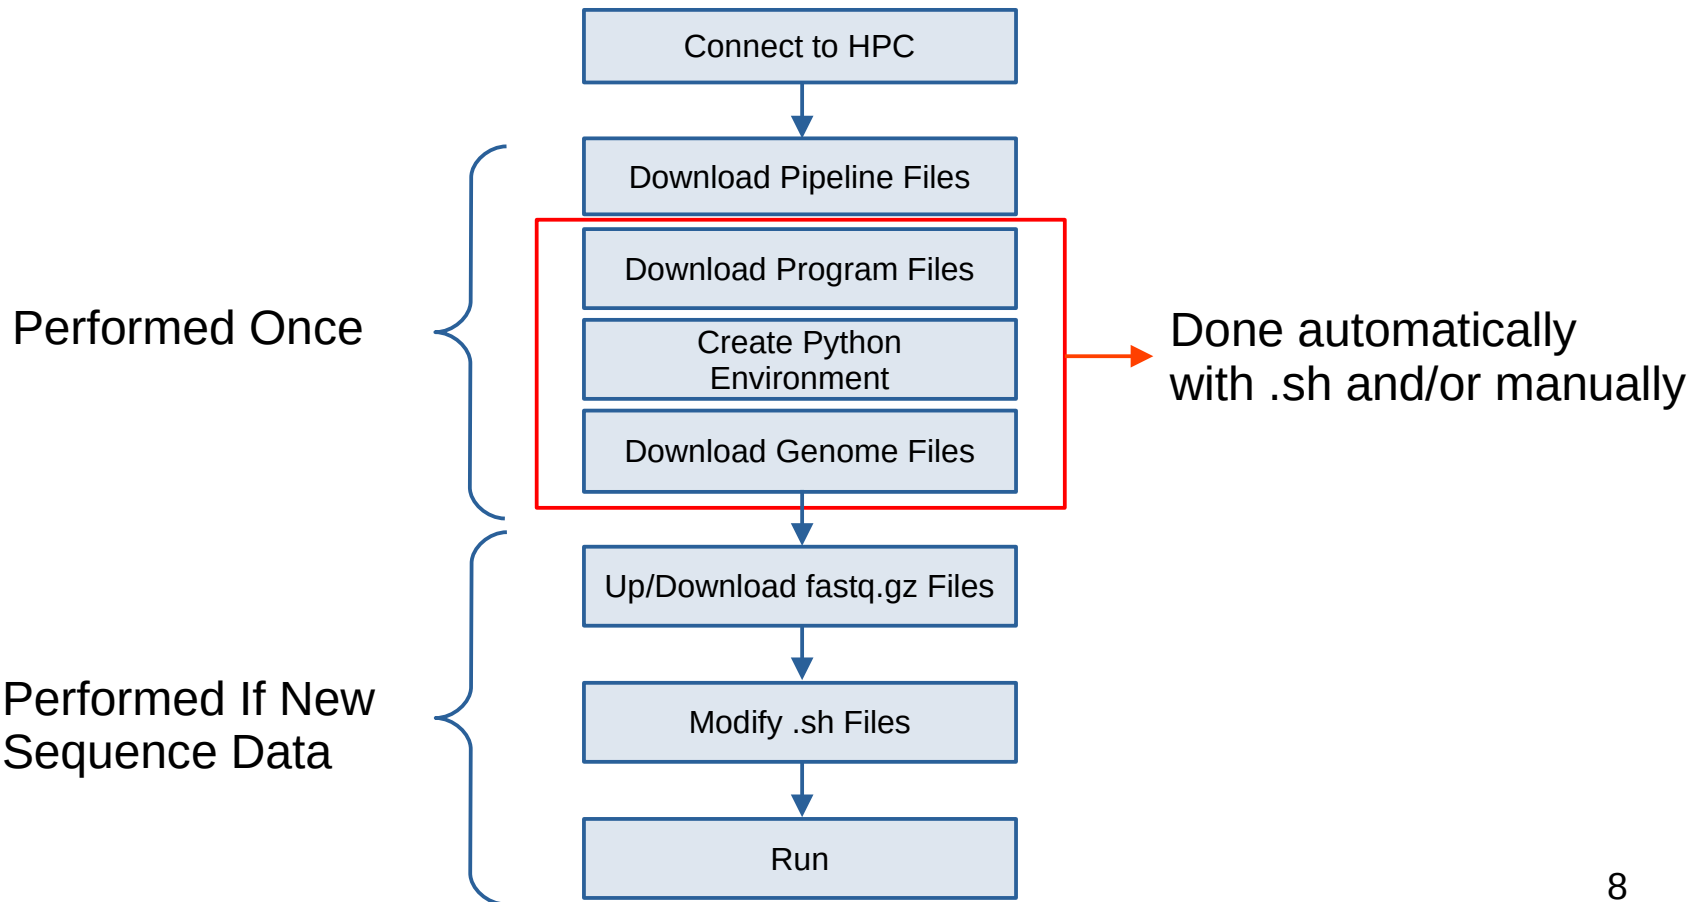 Connect to HPC
Download Pipeline Files
Download Program Files
Create Python
Environment
Download Genome Files
Performed Once
Done automatically
with .sh and/or manually
Up/Download fastq.gz Files
Modify .sh Files
Run
Performed If New
Sequence Data
8